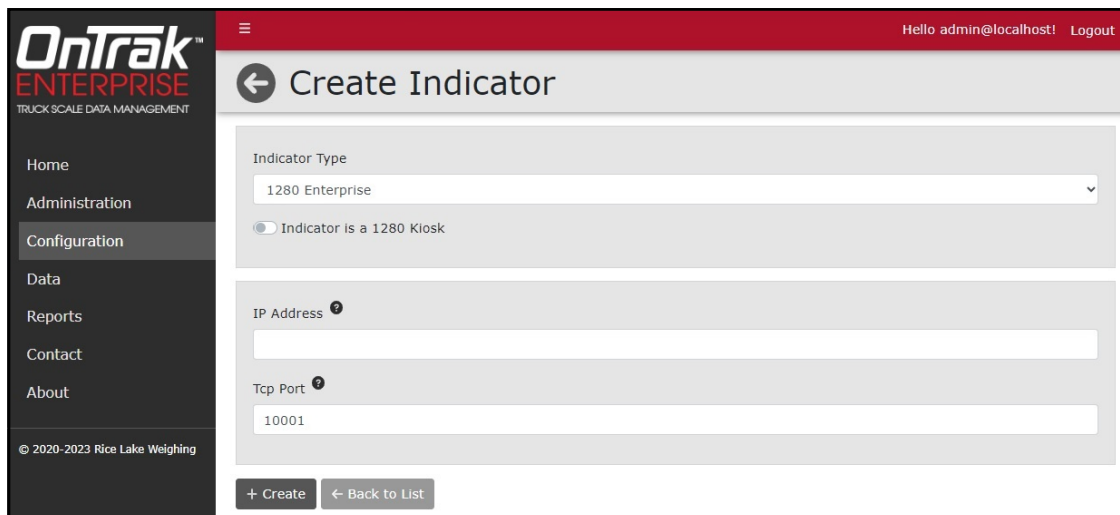 OnTrak™
ENTERPRISE
TRUCK SCALE DATA MANAGEMENT
Home
Administration
Configuration
Data
Reports
Contact
About
© 2020-2023 Rice Lake Weighing
Hello admin@localhost! Logout
Create Indicator
Indicator Type
1280 Enterprise
Indicator is a 1280 Kiosk
IP Address ?
Tcp Port ?
10001
+ Create ← Back to List